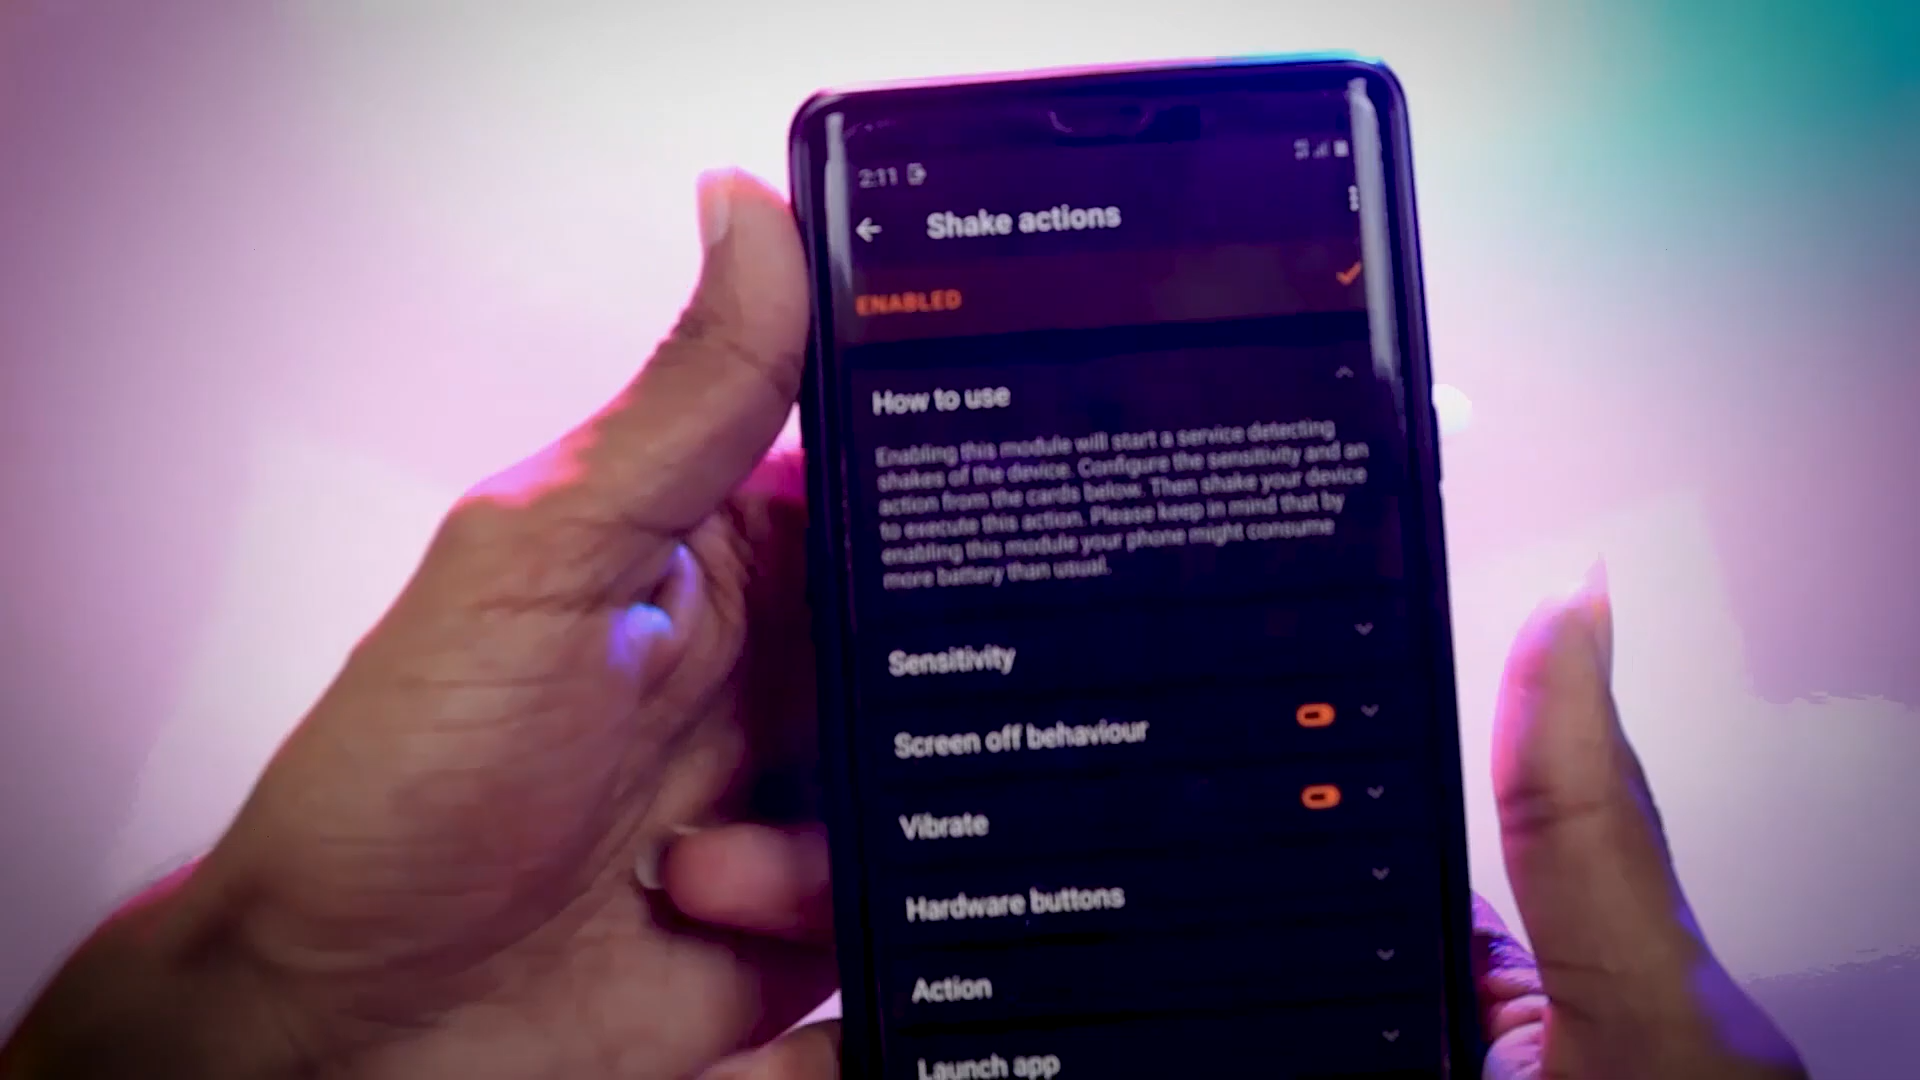 2:11
Shake actions
ENABLED
How to use
Enabling this module will start a service detecting
shakes of the device. Configure the sensitivity and an
action from the cards below. Then shake your device
to execute this action. Please keep in mind that by
enabling this module your phone might consume
more battery than usual.
Sensitivity
Screen off behaviour
Vibrate
Hardware buttons
Action
Launch app